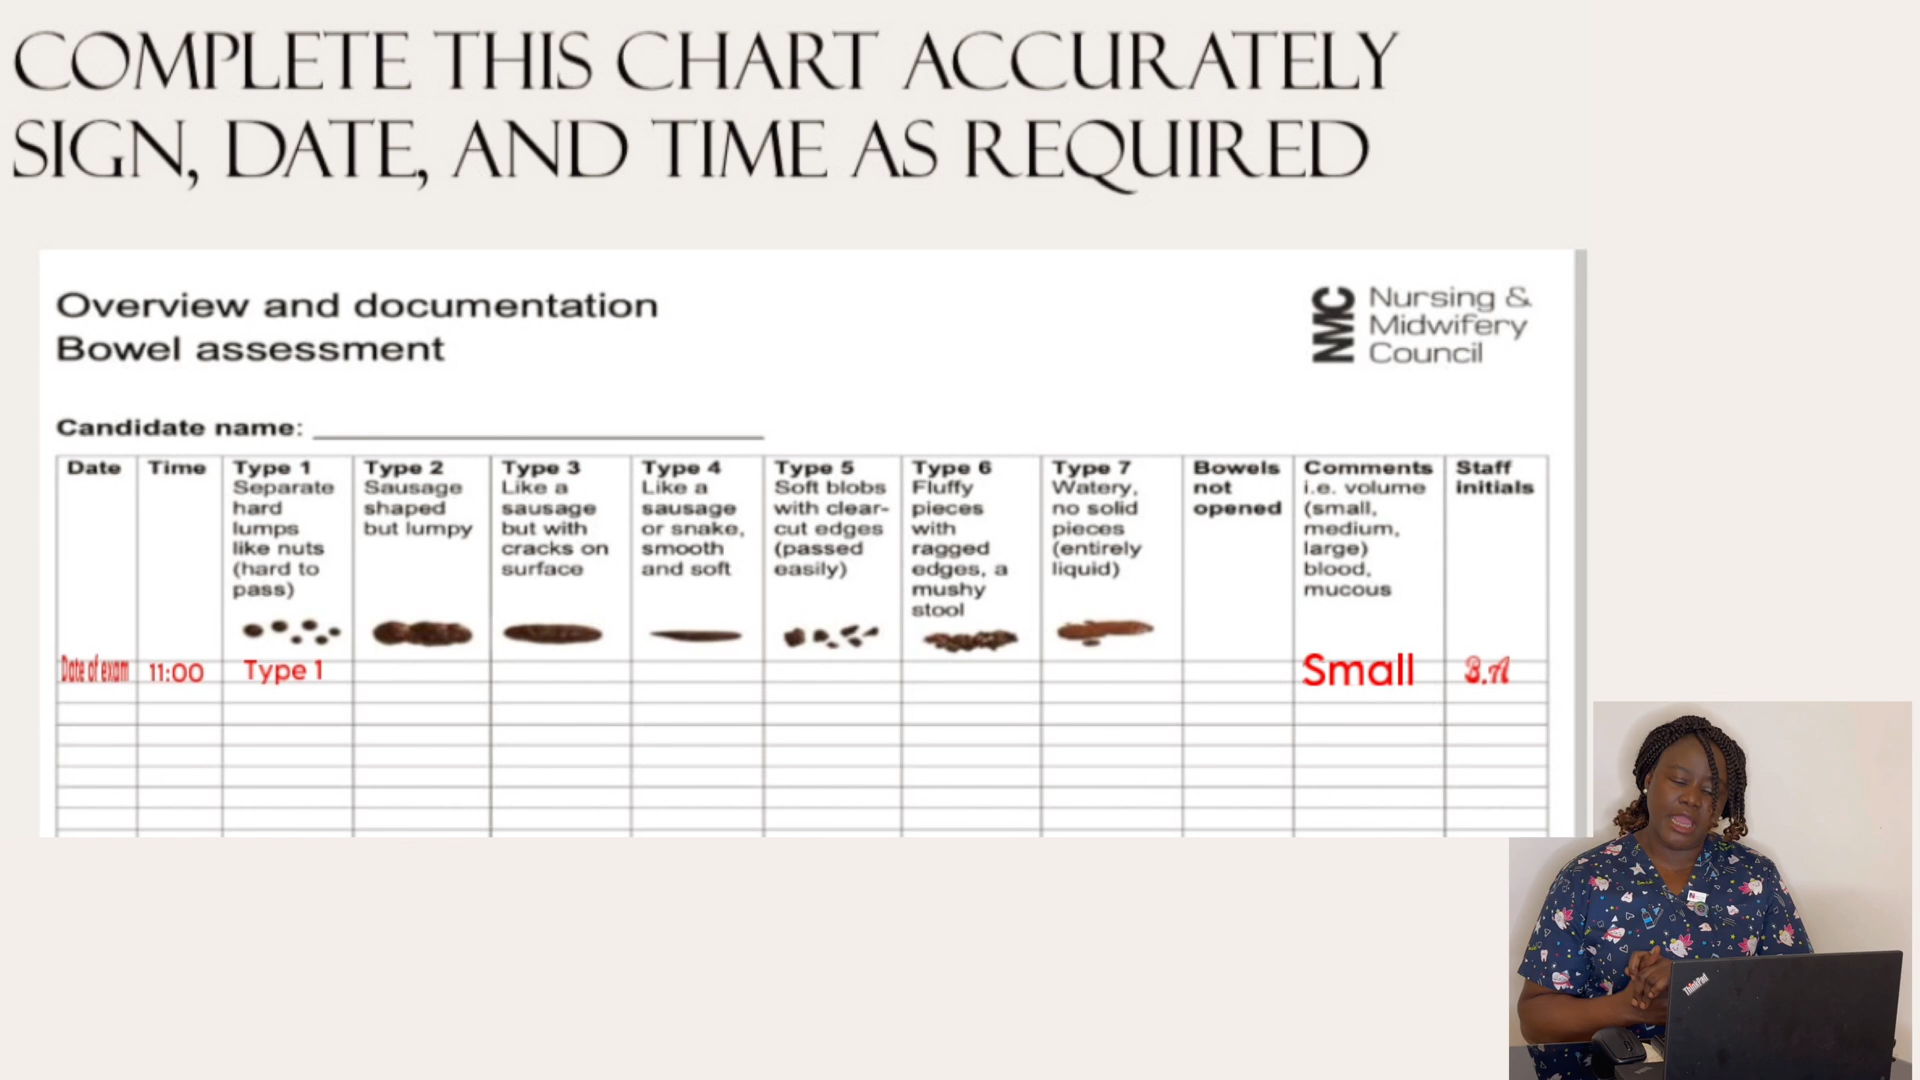 COMPLETE THIS CHART ACCURATELY
SIGN, DATE, AND TIME AS REQUIRED
Overview and documentation
Bowel assessment
NMC
Nursing &
Midwifery
Council
Candidate name:
Date
Time
Type 1
Separate
hard
lumps
like nuts
(hard to
pass)
Type 2
Sausage
shaped
but lumpy
Type 3
Like a
sausage
but with
cracks on
surface
Type 4
Like a
sausage
or snake,
smooth
and soft
Type 5
Soft blobs
with clear-
cut edges
(passed
easily)
Type 6
Fluffy
pieces
with
ragged
edges, a
mushy
stool
Type 7
Watery,
no solid
pieces
(entirely
liquid)
Bowels
not
opened
Comments
i.e. volume
(small,
medium,
large)
blood,
mucous
Staff
initials
Date of exam
11:00
Type 1
Small
B.A
ThinkPad